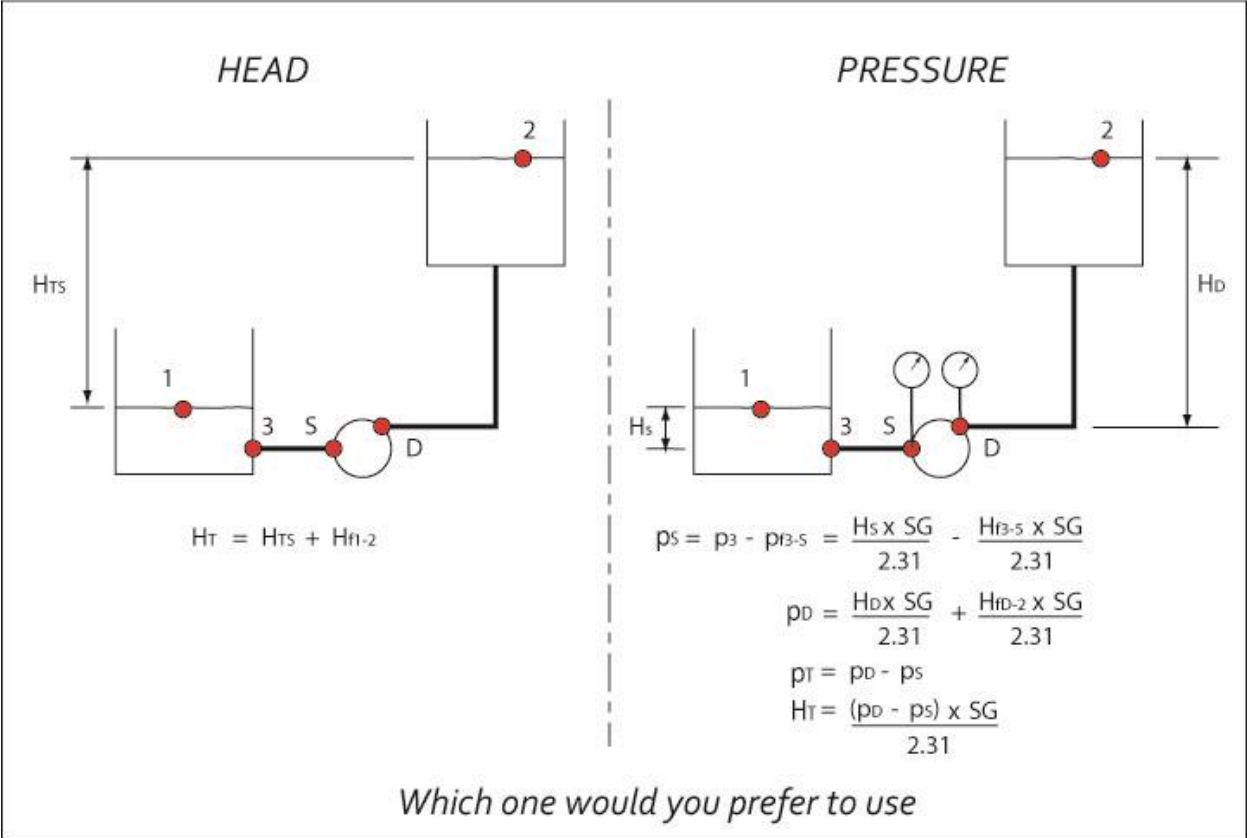 HEAD
PRESSURE
2
HTS
1
3 S
D
HT = HTS + Hf1-2
2
HD
1
Hs
3 S
D
pS = p3 - pf3-S = HS x SG / 2.31 - Hf3-S x SG / 2.31
pD = HD x SG / 2.31 + HfD-2 x SG / 2.31
pT = pD - pS
HT = (pD - pS) x SG / 2.31
Which one would you prefer to use